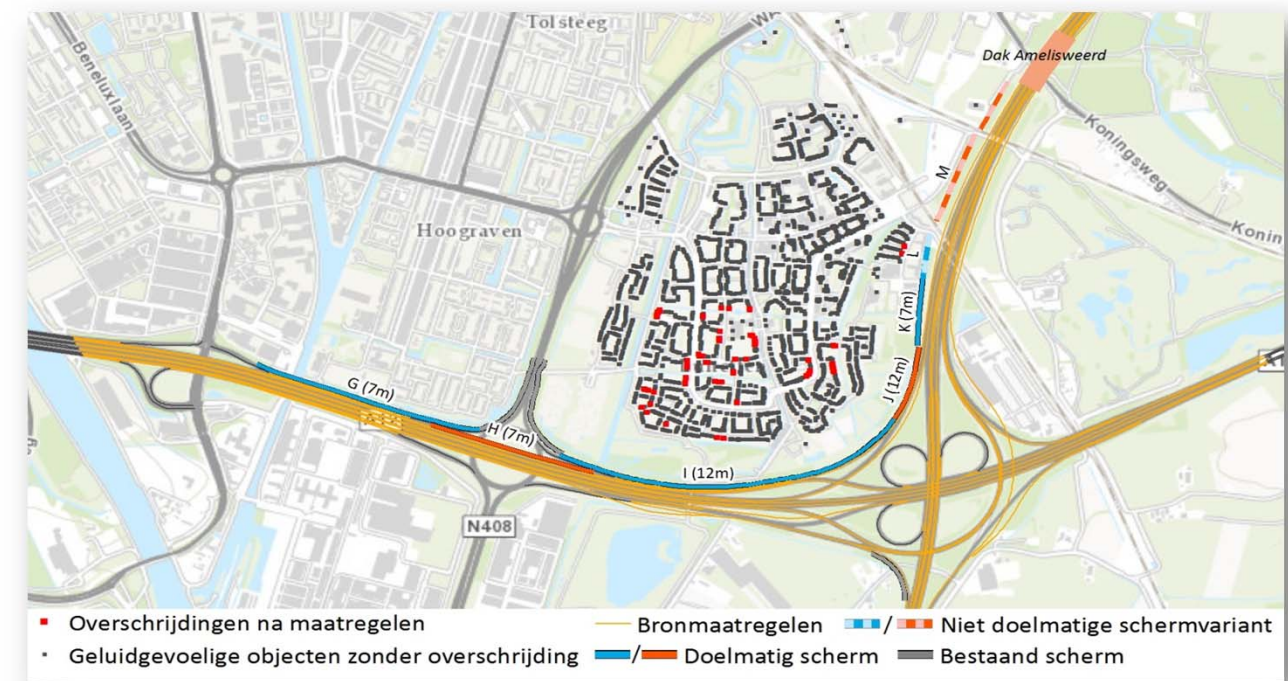 Tolsteeg
WA
Dak Amelisweerd
Beneluxlaan
Koningsweg
M
Hoograven
Konin
L
K (7m)
J (12m)
G (7m)
H (7m)
I (12m)
N408
Overschrijdingen na maatregelen
Bronmaatregelen
/
Niet doelmatige schermvariant
Geluidgevoelige objecten zonder overschrijding
/
Doelmatig scherm
Bestaand scherm